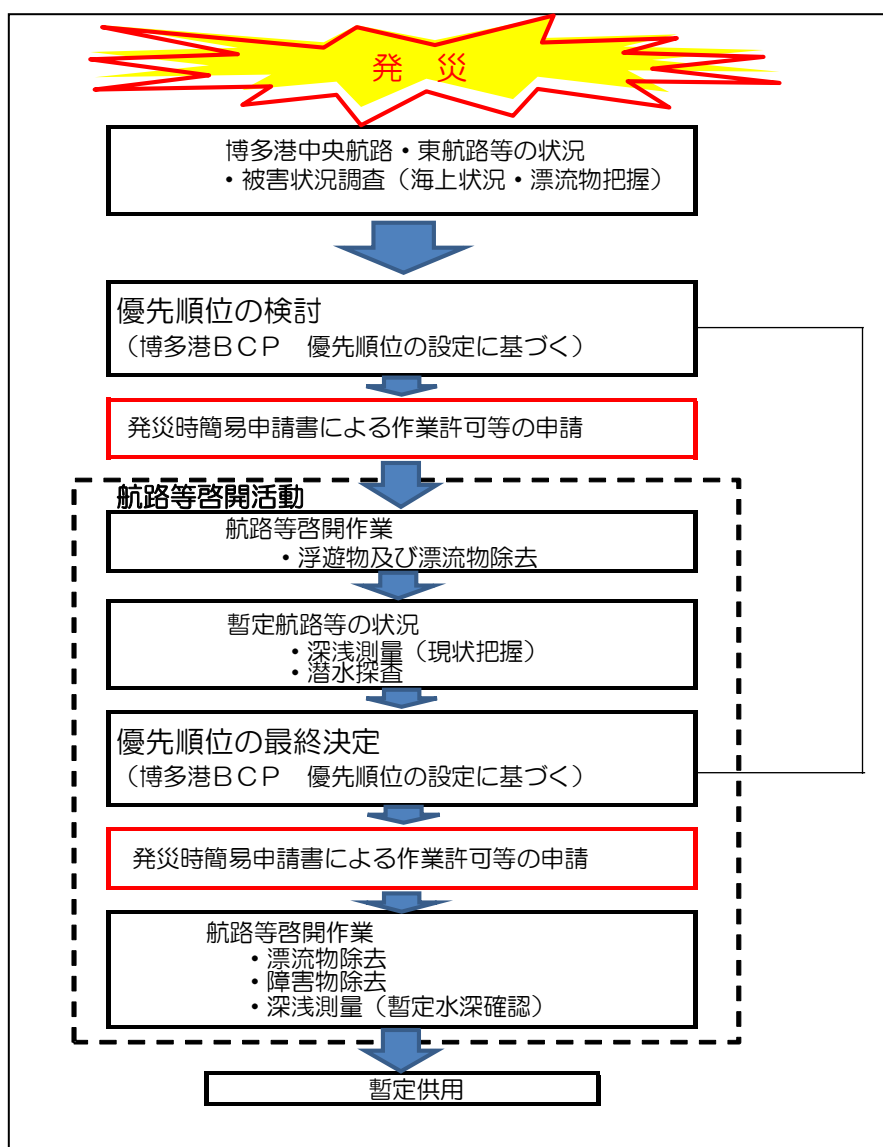 発 災
博多港中央航路・東航路等の状況
・被害状況調査（海上状況・漂流物把握）
優先順位の検討
（博多港ＢＣＰ　優先順位の設定に基づく）
発災時簡易申請書による作業許可等の申請
航路等啓開活動
航路等啓開作業
・浮遊物及び漂流物除去
暫定航路等の状況
・深浅測量（現状把握）
・潜水探査
優先順位の最終決定
（博多港ＢＣＰ　優先順位の設定に基づく）
発災時簡易申請書による作業許可等の申請
航路等啓開作業
・漂流物除去
・障害物除去
・深浅測量（暫定水深確認）
暫定供用